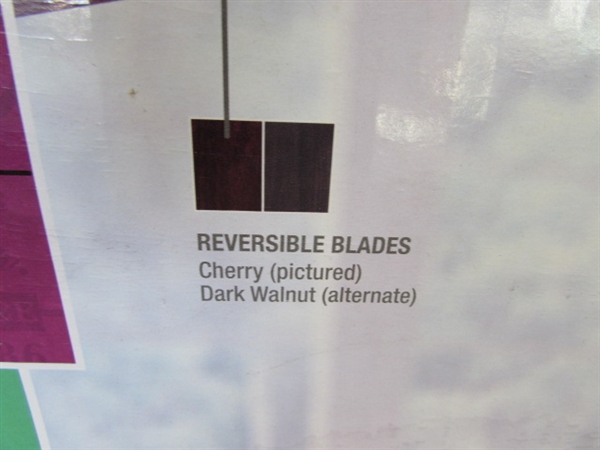 REVERSIBLE BLADES
Cherry (pictured)
Dark Walnut (alternate)